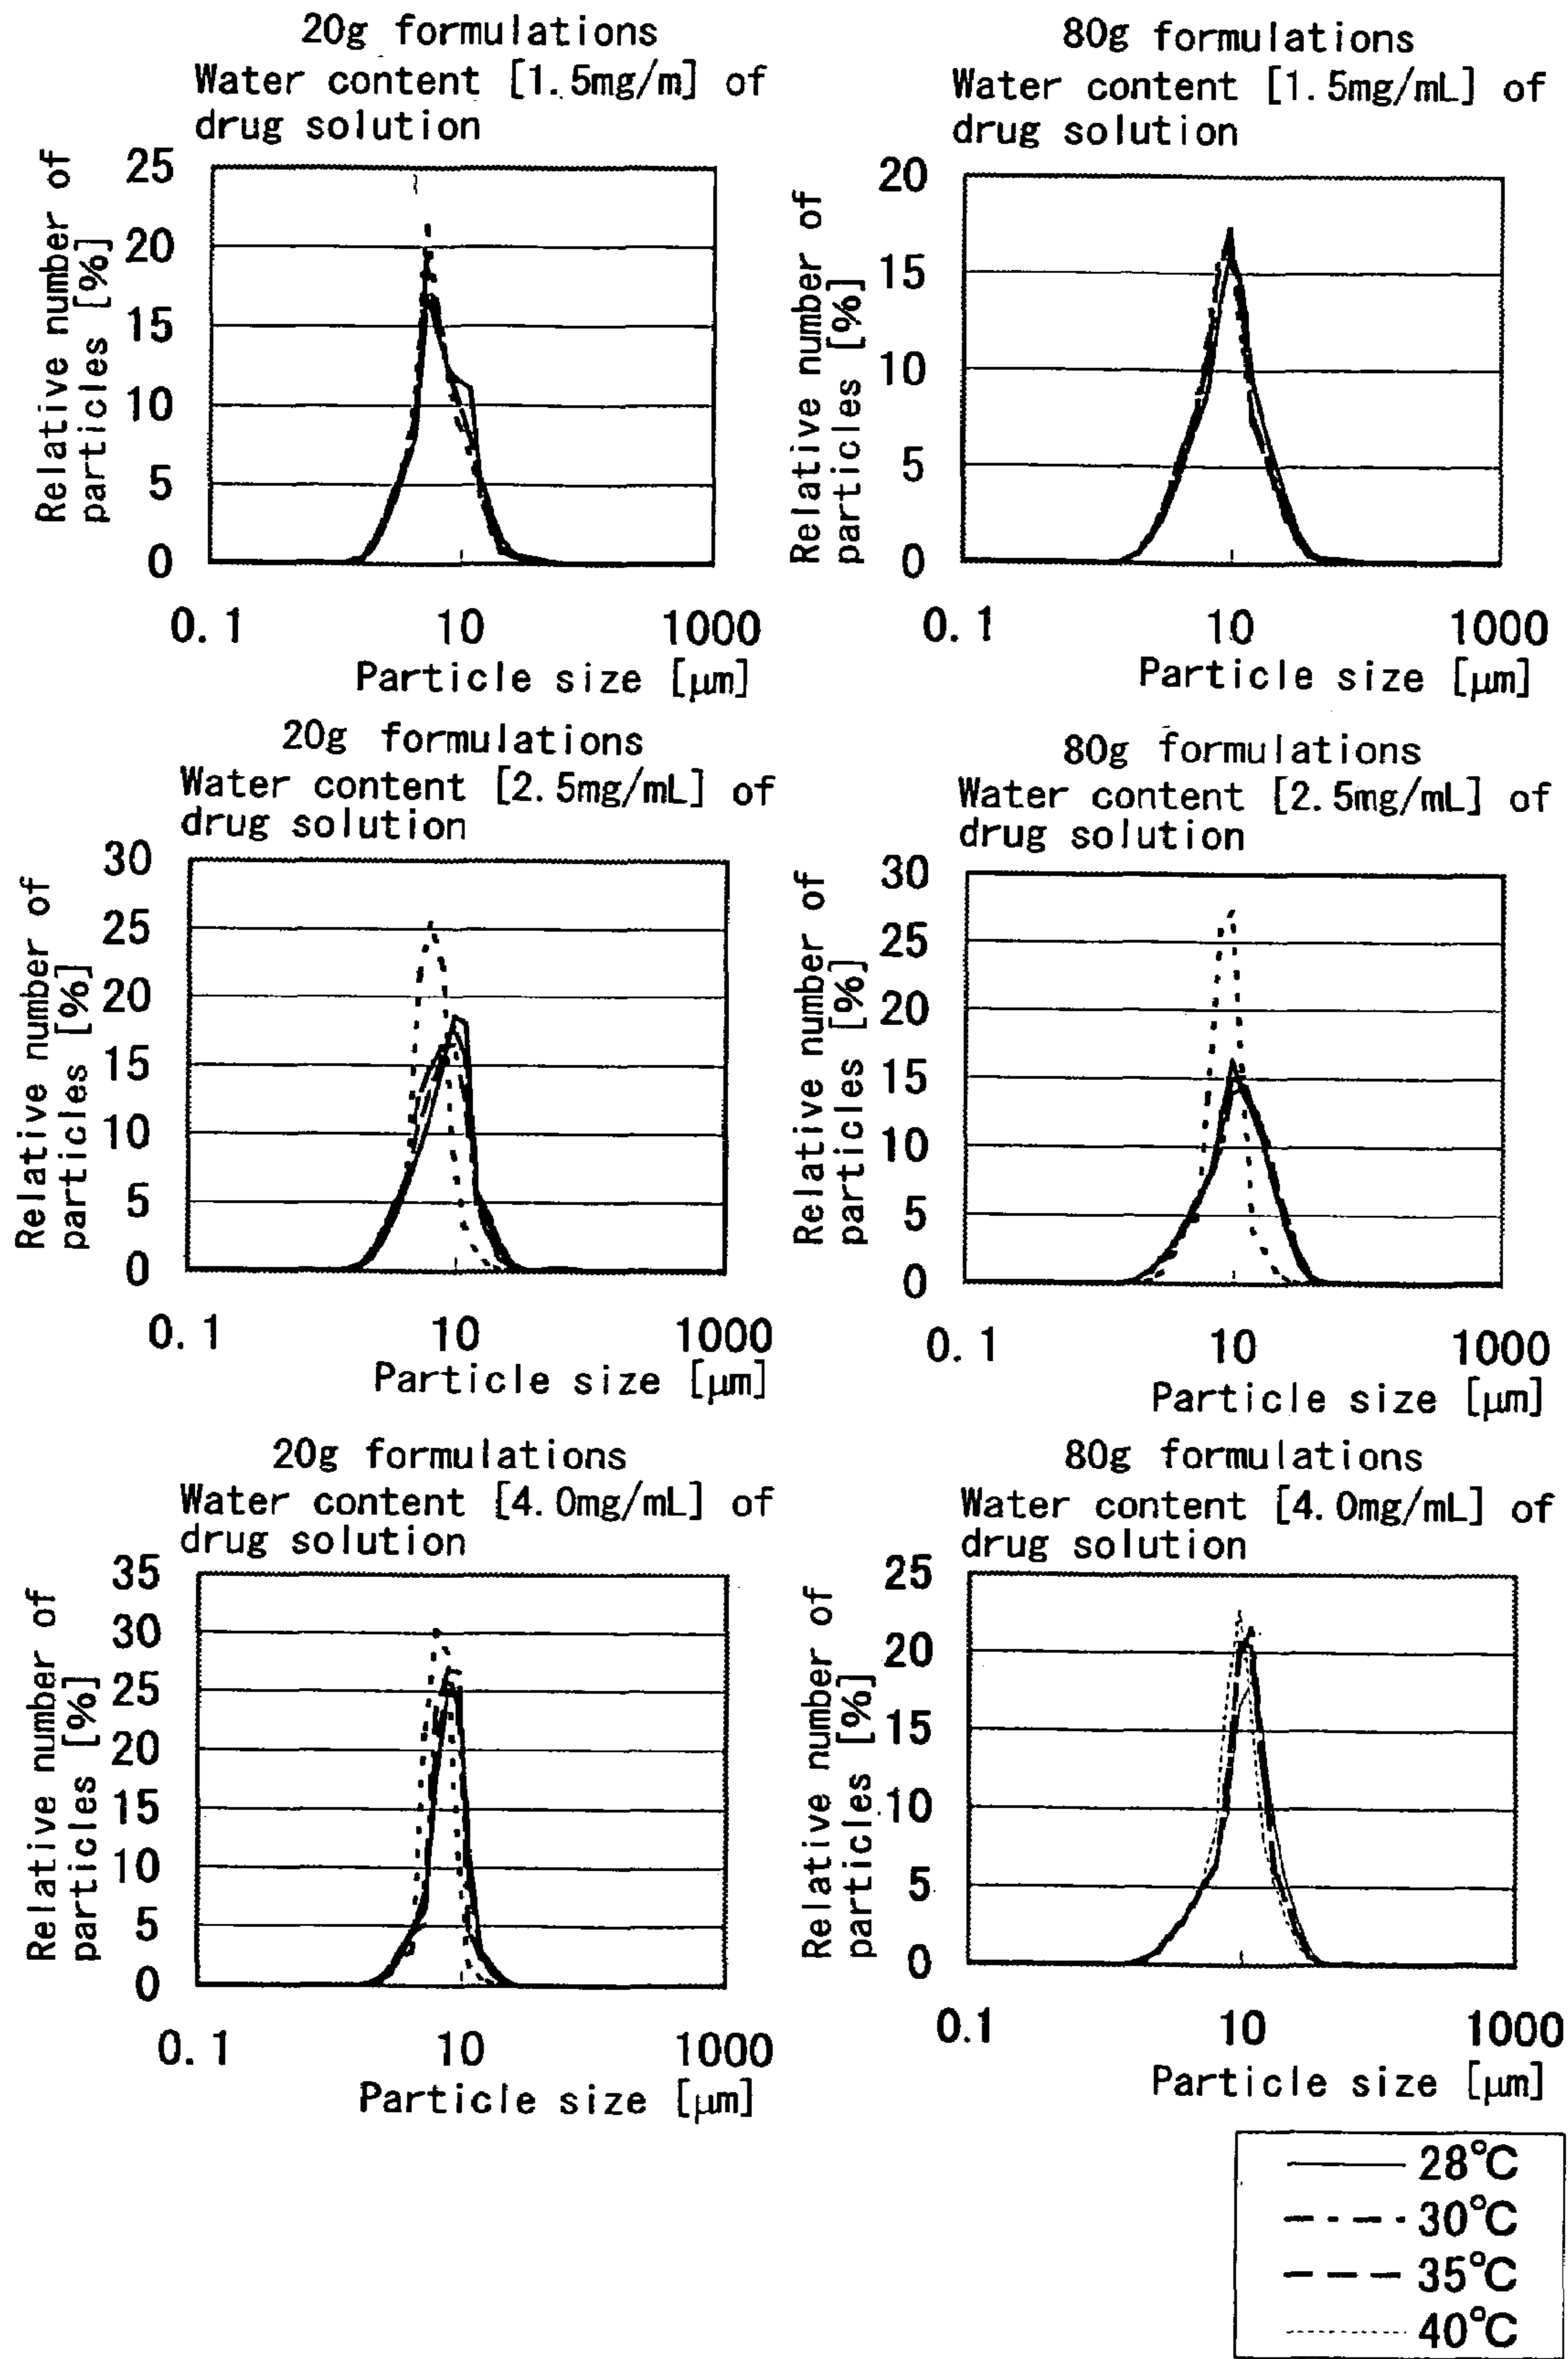 20g formulations
Water content [1.5mg/m] of
drug solution
Relative number of
particles [%]
25
20
15
10
5
0
0.1 10 1000
Particle size [μm]
80g formulations
Water content [1.5mg/mL] of
drug solution
Relative number of
particles [%]
20
15
10
5
0
0.1 10 1000
Particle size [μm]
20g formulations
Water content [2.5mg/mL] of
drug solution
Relative number of
particles [%]
30
25
20
15
10
5
0
0.1 10 1000
Particle size [μm]
80g formulations
Water content [2.5mg/mL] of
drug solution
Relative number of
particles [%]
30
25
20
15
10
5
0
0.1 10 1000
Particle size [μm]
20g formulations
Water content [4.0mg/mL] of
drug solution
Relative number of
particles [%]
35
30
25
20
15
10
5
0
0.1 10 1000
Particle size [μm]
80g formulations
Water content [4.0mg/mL] of
drug solution
Relative number of
particles [%]
25
20
15
10
5
0
0.1 10 1000
Particle size [μm]
28℃
30℃
35℃
40℃